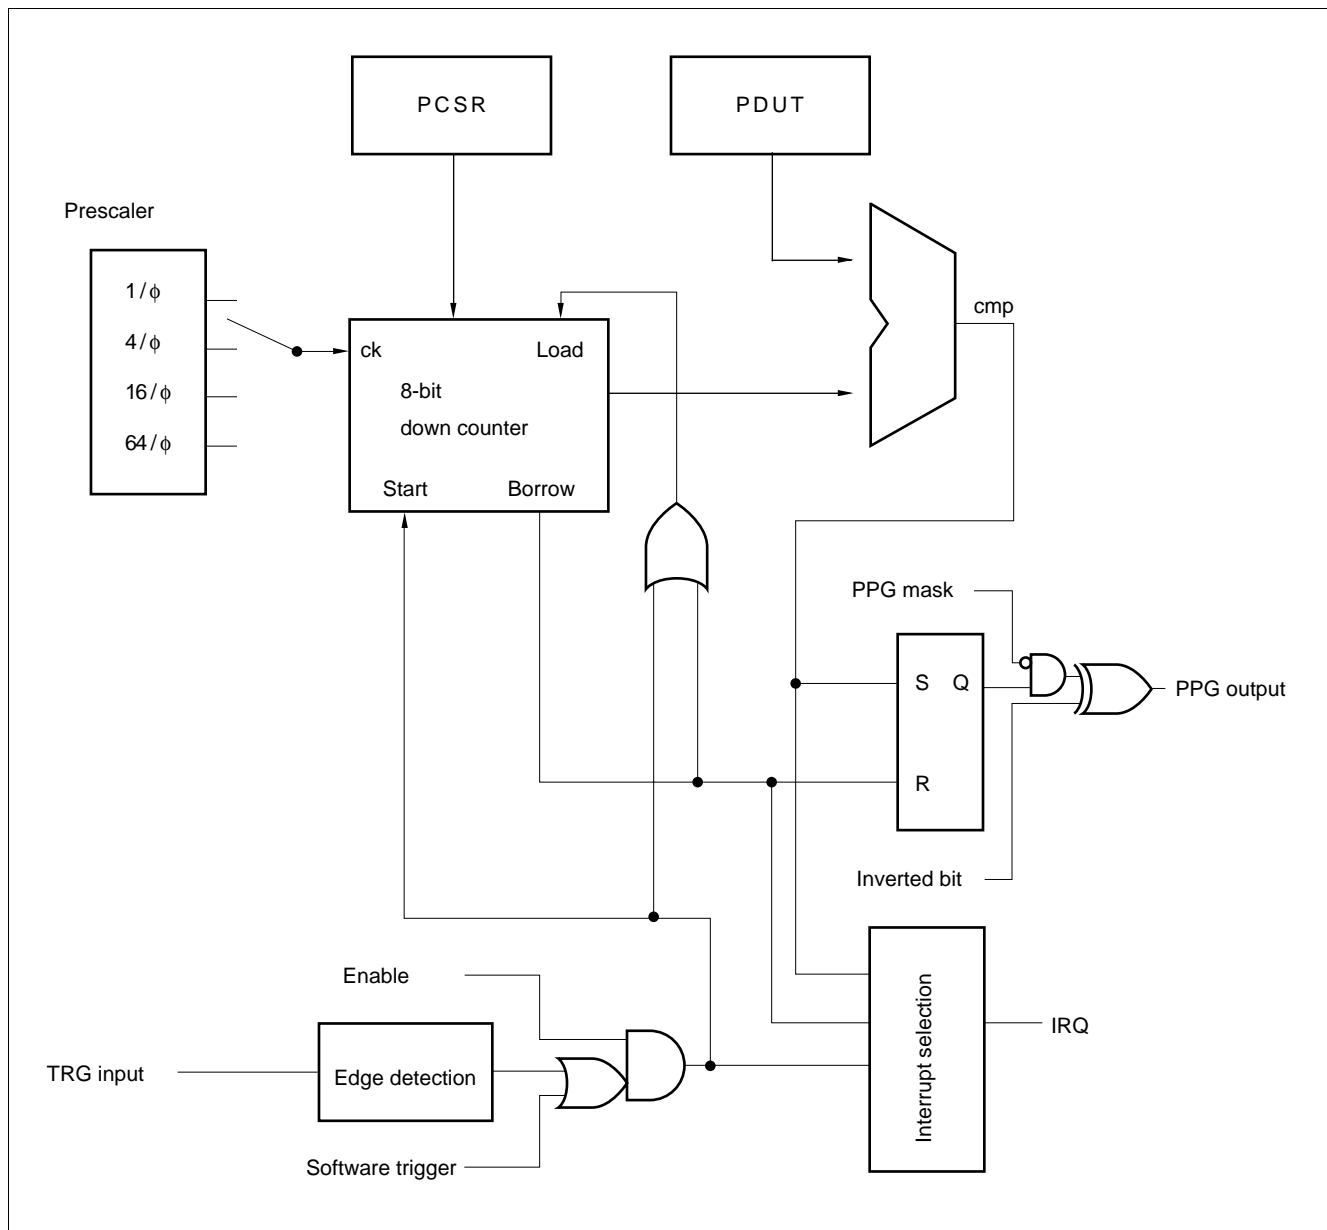 PCSR
PDUT
Prescaler
1/ϕ
4/ϕ
16/ϕ
64/ϕ
ck
Load
8-bit
down counter
Start
Borrow
cmp
PPG mask
S
Q
R
PPG output
Inverted bit
Enable
TRG input
Edge detection
Software trigger
Interrupt selection
IRQ